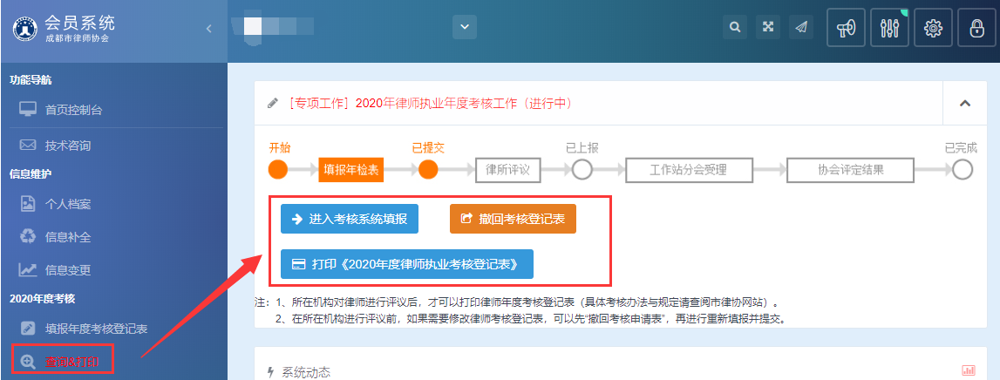 会员系统
成都市律师协会
功能导航
首页控制台
技术咨询
信息维护
个人档案
信息补全
信息变更
2020年度考核
填报年度考核登记表
查阅&打印
[专项工作] 2020年律师执业年度考核工作（进行中）
开始
填报年检表
已提交
律所评议
已上报
工作站分会受理
协会评定结果
已完成
进入考核系统填报
撤回考核登记表
打印《2020年度律师执业考核登记表》
注：1、所在机构对律师进行评议后，才可以打印律师年度考核登记表（具体考核办法与规定请查阅市律协网站）。
2、在所在机构进行评议前，如果需要修改律师考核登记表，可以先“撤回考核申请表”，再进行重新填报并提交。
系统动态